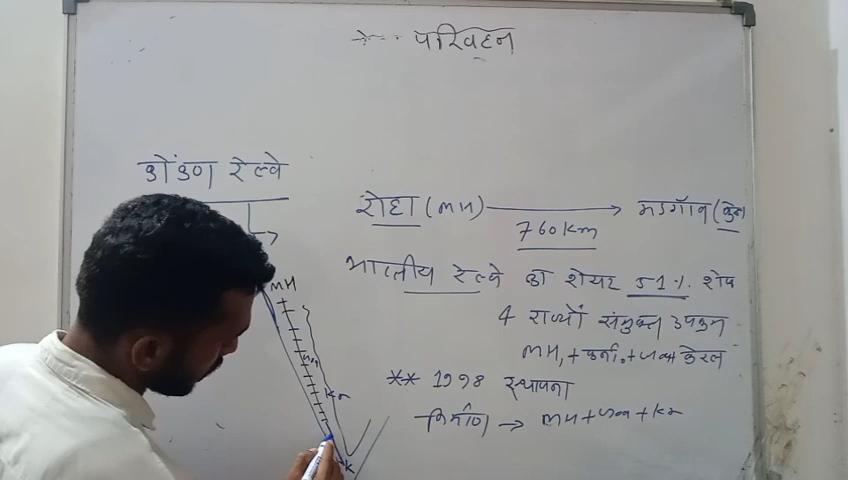 परिवहन
कोंकण रेल्वे
रोहा (MH) → मडगॉव (
760km
भारतीय रेल्वे का शेयर 51%. शेष
4 राज्यों संयुक्त उपक्रम
MH, + कर्ना. + गोवा केरल
** 1998 स्थापना
निर्माण → MH + गोवा + Kr
MH
Kr
K